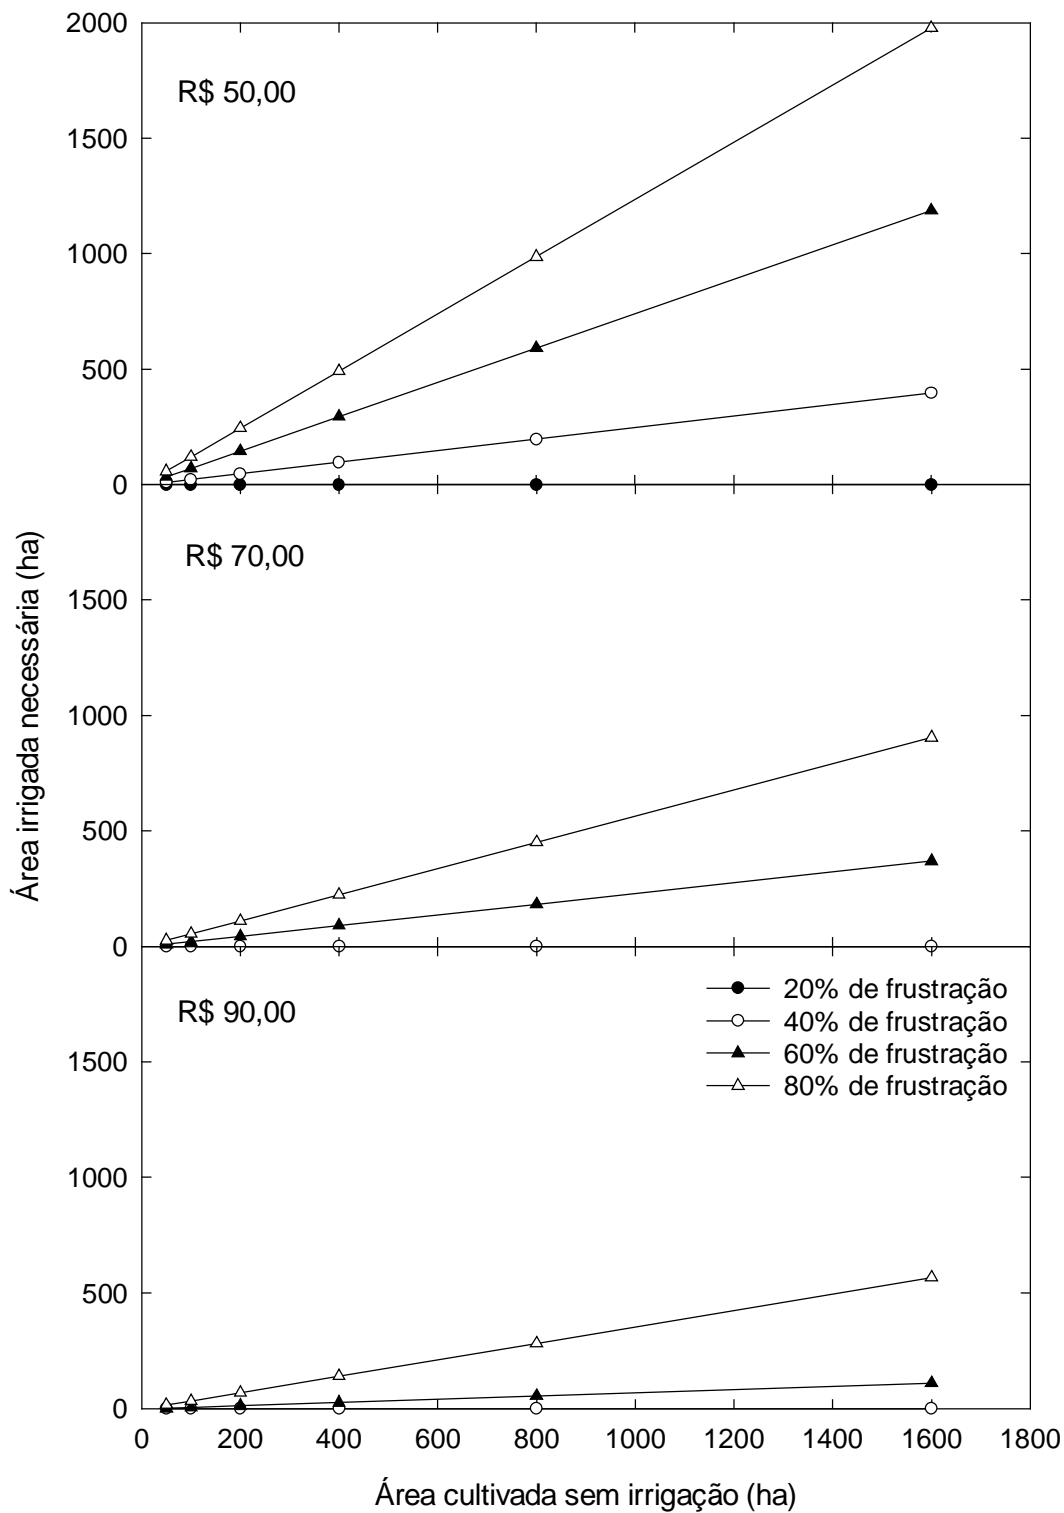 2000
R$ 50,00
1500
1000
500
0
R$ 70,00
1500
1000
500
0
R$ 90,00
20% de frustração
40% de frustração
60% de frustração
80% de frustração
1500
1000
500
0
0 200 400 600 800 1000 1200 1400 1600 1800
Área cultivada sem irrigação (ha)
Área irrigada necessária (ha)